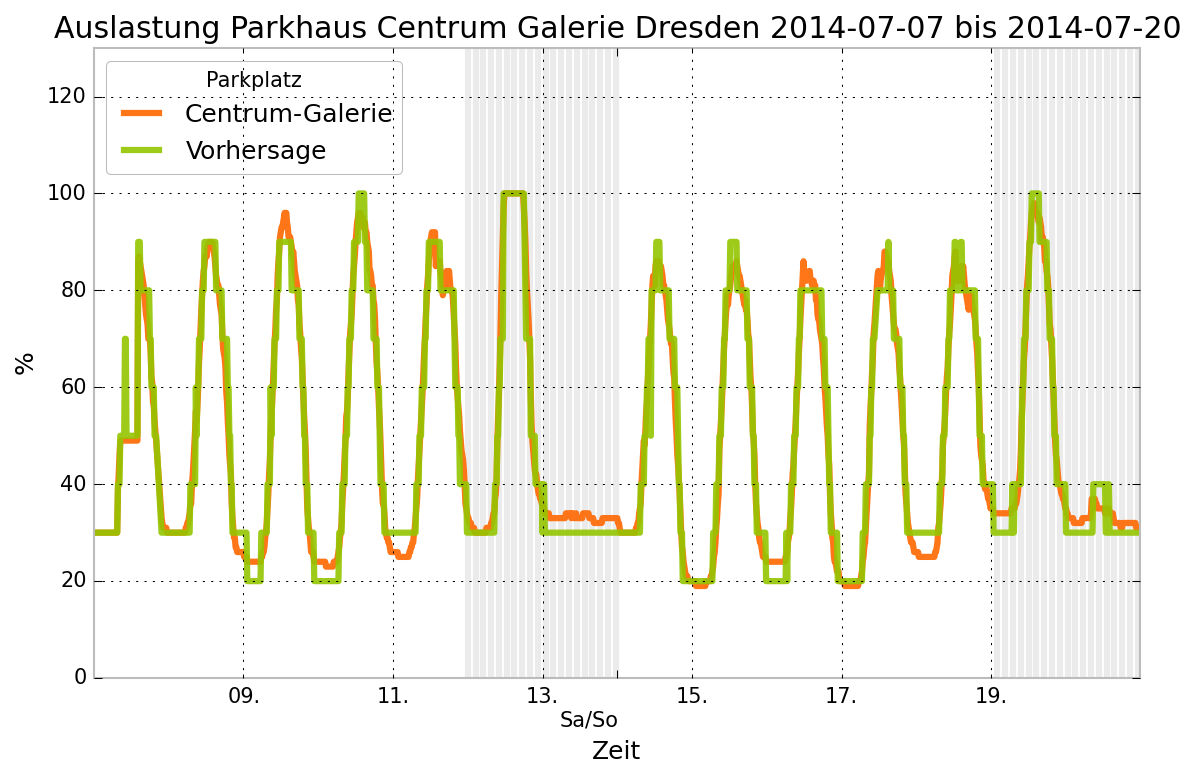 Auslastung Parkhaus Centrum Galerie Dresden 2014-07-07 bis 2014-07-20
Parkplatz
Centrum-Galerie
Vorhersage
120
100
80
60
40
20
0
%
09.
11.
13.
15.
17.
19.
Sa/So
Zeit